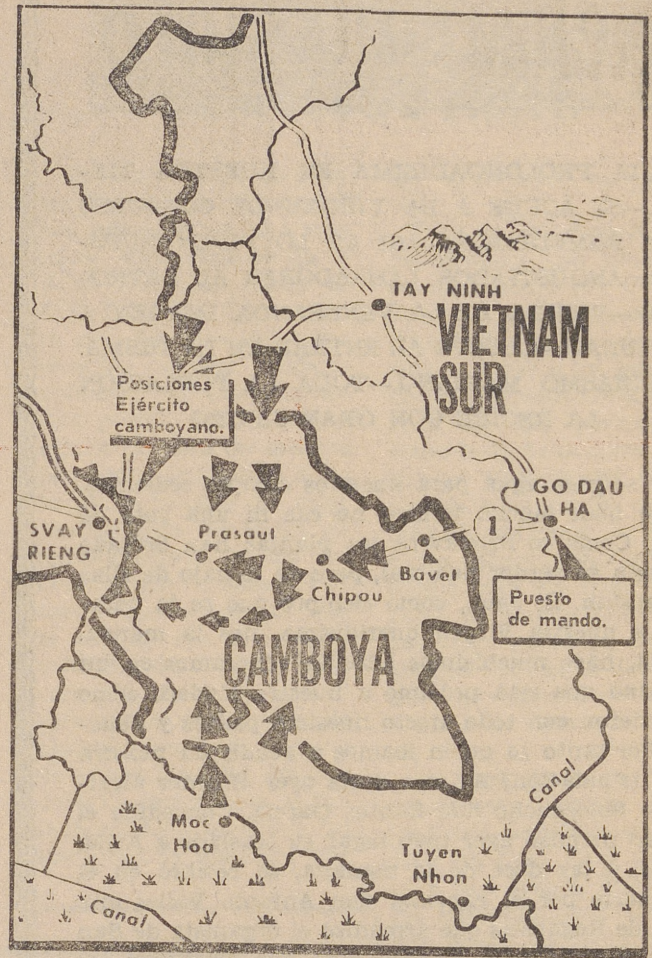 TAY NINH
VIETNAM
SUR
Posiciones
Ejército
camboyano.
GO DAU
HA
1
SVAY
RIENG
Prasaut
Bavet
Chipou
Puesto
de mando.
CAMBOYA
Moc
Hoa
Canal
Tuyen
Nhon
Canal